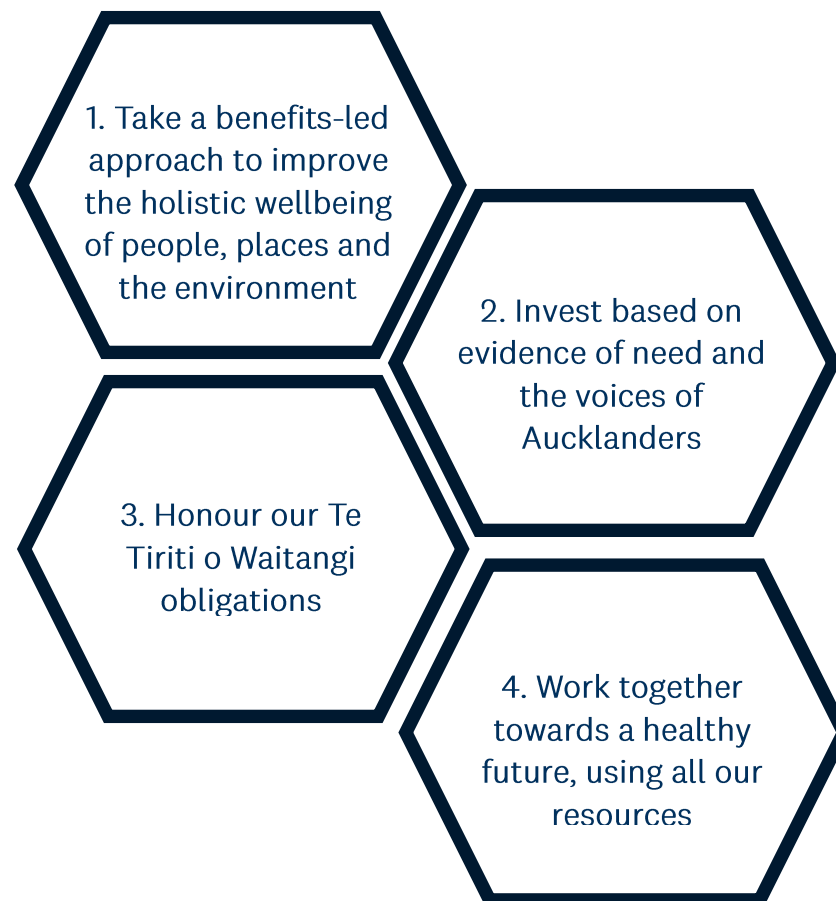 1. Take a benefits-led
approach to improve
the holistic wellbeing
of people, places and
the environment
2. Invest based on
evidence of need and
the voices of
Aucklanders
3. Honour our Te
Tiriti o Waitangi
obligations
4. Work together
towards a healthy
future, using all our
resources